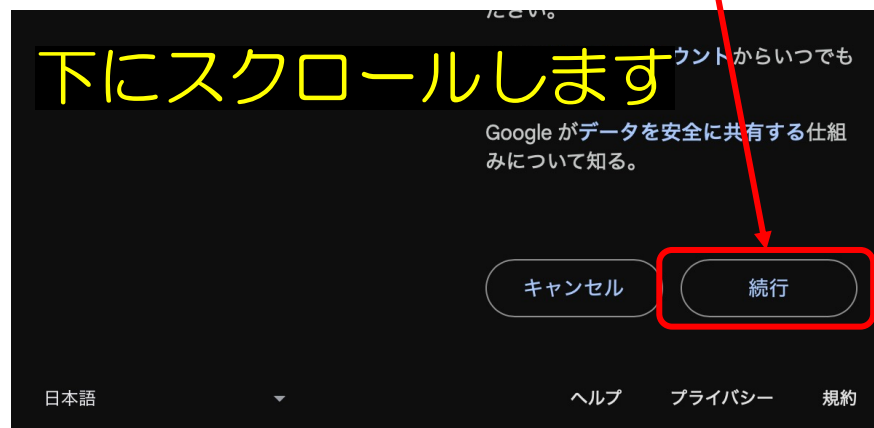 ださい。
下にスクロールします
ウントからいつでも
Google がデータを安全に共有する仕組
みについて知る。
キャンセル
続行
日本語
ヘルプ
プライバシー
規約